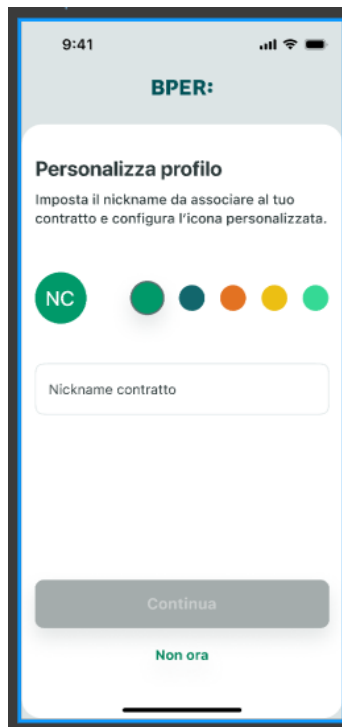 9:41
BPER:
Personalizza profilo
Imposta il nickname da associare al tuo
contratto e configura l'icona personalizzata.
NC
Nickname contratto
Continua
Non ora